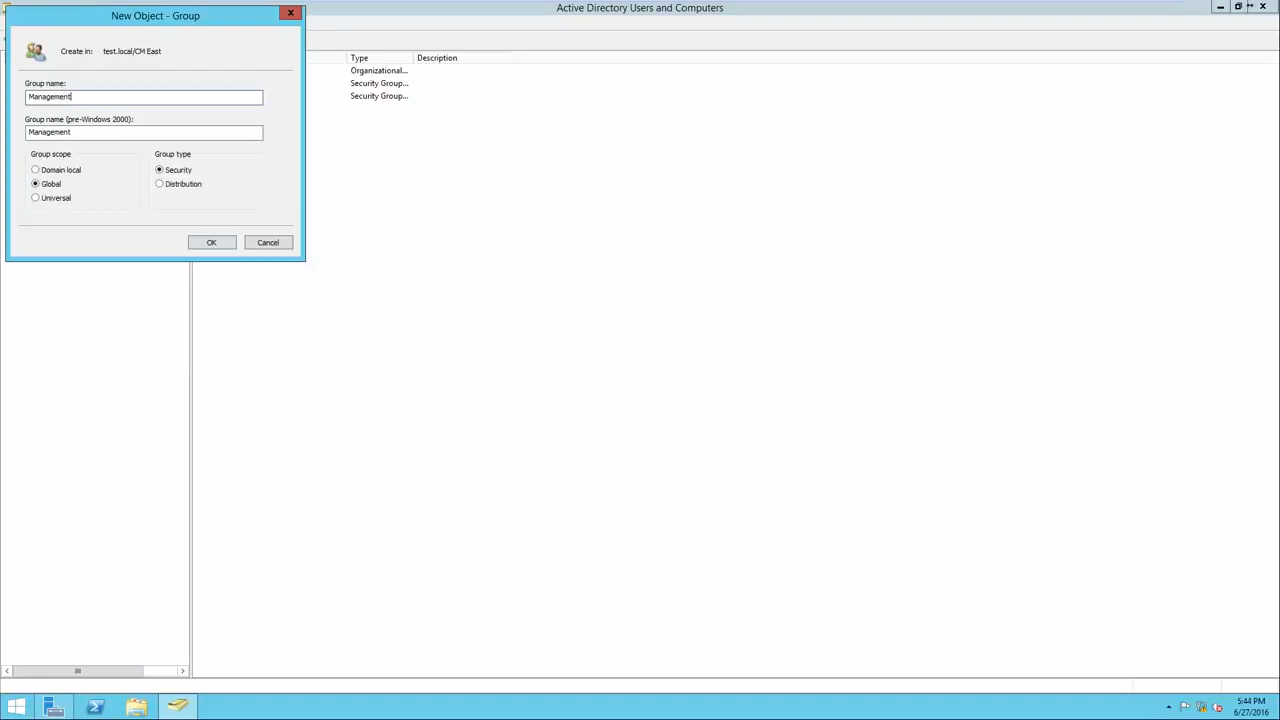 Active Directory Users and Computers
New Object - Group
Create in: test.local/CM East
Group name:
Management
Group name (pre-Windows 2000):
Management
Group scope
Domain local
Global
Universal
Group type
Security
Distribution
OK Cancel
Type Description
Organizational...
Security Group...
Security Group...
5:44 PM
6/27/2016